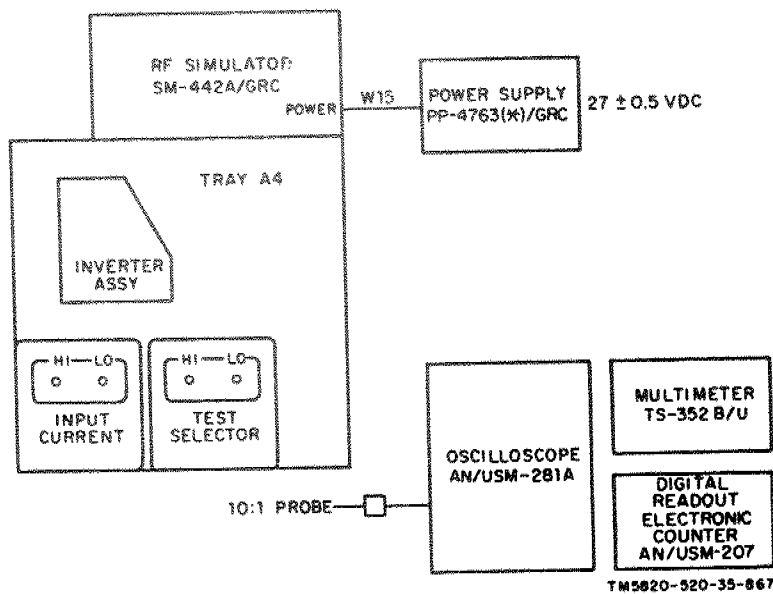 RF SIMULATOR
SM-442A/GRC
POWER
W15
POWER SUPPLY
PP-4763(*)/GRC
27 ±0.5 VDC
TRAY A4
INVERTER
ASSY
HI—LO
INPUT
CURRENT
HI—LO
TEST
SELECTOR
OSCILLOSCOPE
AN/USM-281A
10:1 PROBE
MULTIMETER
TS-352 B/U
DIGITAL
READOUT
ELECTRONIC
COUNTER
AN/USM-207
TM5820-520-35-867